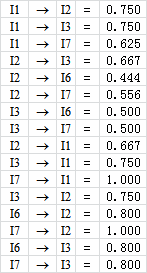 I1 → I2 = 0.750
I1 → I3 = 0.750
I1 → I7 = 0.625
I2 → I3 = 0.667
I2 → I6 = 0.444
I2 → I7 = 0.556
I3 → I6 = 0.500
I3 → I7 = 0.500
I2 → I1 = 0.667
I3 → I1 = 0.750
I7 → I1 = 1.000
I3 → I2 = 0.750
I6 → I2 = 0.800
I7 → I2 = 1.000
I6 → I3 = 0.800
I7 → I3 = 0.800